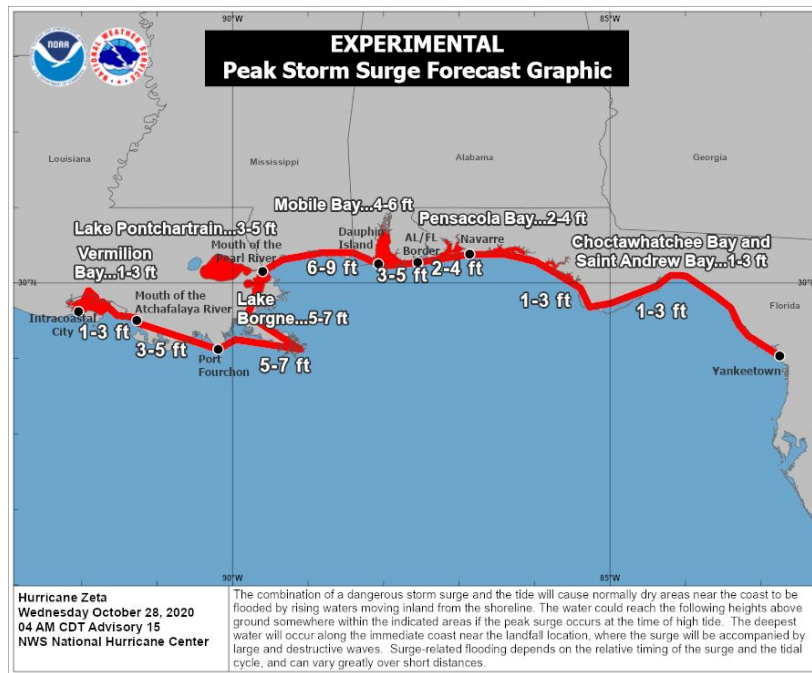 EXPERIMENTAL
Peak Storm Surge Forecast Graphic
NOAA
NATIONAL WEATHER SERVICE
90°W
85°W
Louisiana
Mississippi
Alabama
Georgia
Mobile Bay...4-6 ft
Lake Pontchartrain...3-5 ft
Pensacola Bay...2-4 ft
Dauphin
Island
AL/FL
Border
Navarre
Mouth of the
Pearl River
Vermillion
Bay...1-3 ft
Choctawhatchee Bay and
Saint Andrew Bay...1-3 ft
6-9 ft
3-5 ft
2-4 ft
30°N
30°N
Mouth of the
Atchafalaya River
Lake
Borgne...5-7 ft
1-3 ft
1-3 ft
Florida
Intracoastal
City
1-3 ft
3-5 ft
Port
Fourchon
5-7 ft
Yankeetown
90°W
85°W
Hurricane Zeta
Wednesday October 28, 2020
04 AM CDT Advisory 15
NWS National Hurricane Center
The combination of a dangerous storm surge and the tide will cause normally dry areas near the coast to be
flooded by rising waters moving inland from the shoreline. The water could reach the following heights above
ground somewhere within the indicated areas if the peak surge occurs at the time of high tide. The deepest
water will occur along the immediate coast near the landfall location, where the surge will be accompanied by
large and destructive waves. Surge-related flooding depends on the relative timing of the surge and the tidal
cycle, and can vary greatly over short distances.